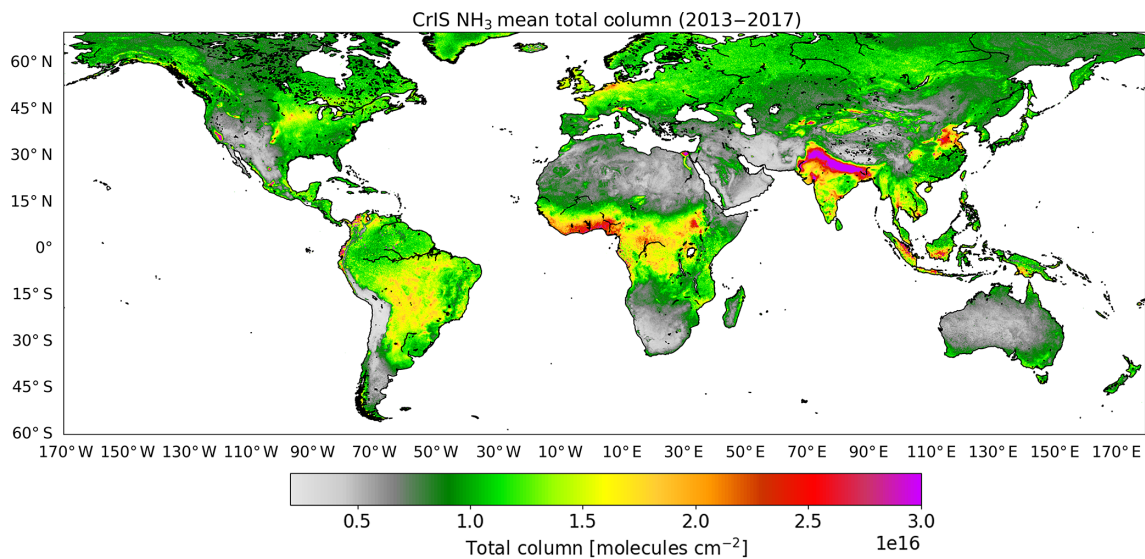 CrIS NH₃ mean total column (2013−2017)
60° N
45° N
30° N
15° N
0°
15° S
30° S
45° S
60° S
170° W 150° W 130° W 110° W 90° W 70° W 50° W 30° W 10° W 10° E 30° E 50° E 70° E 90° E 110° E 130° E 150° E 170° E
0.5 1.0 1.5 2.0 2.5 3.0
1e16
Total column [molecules cm⁻²]